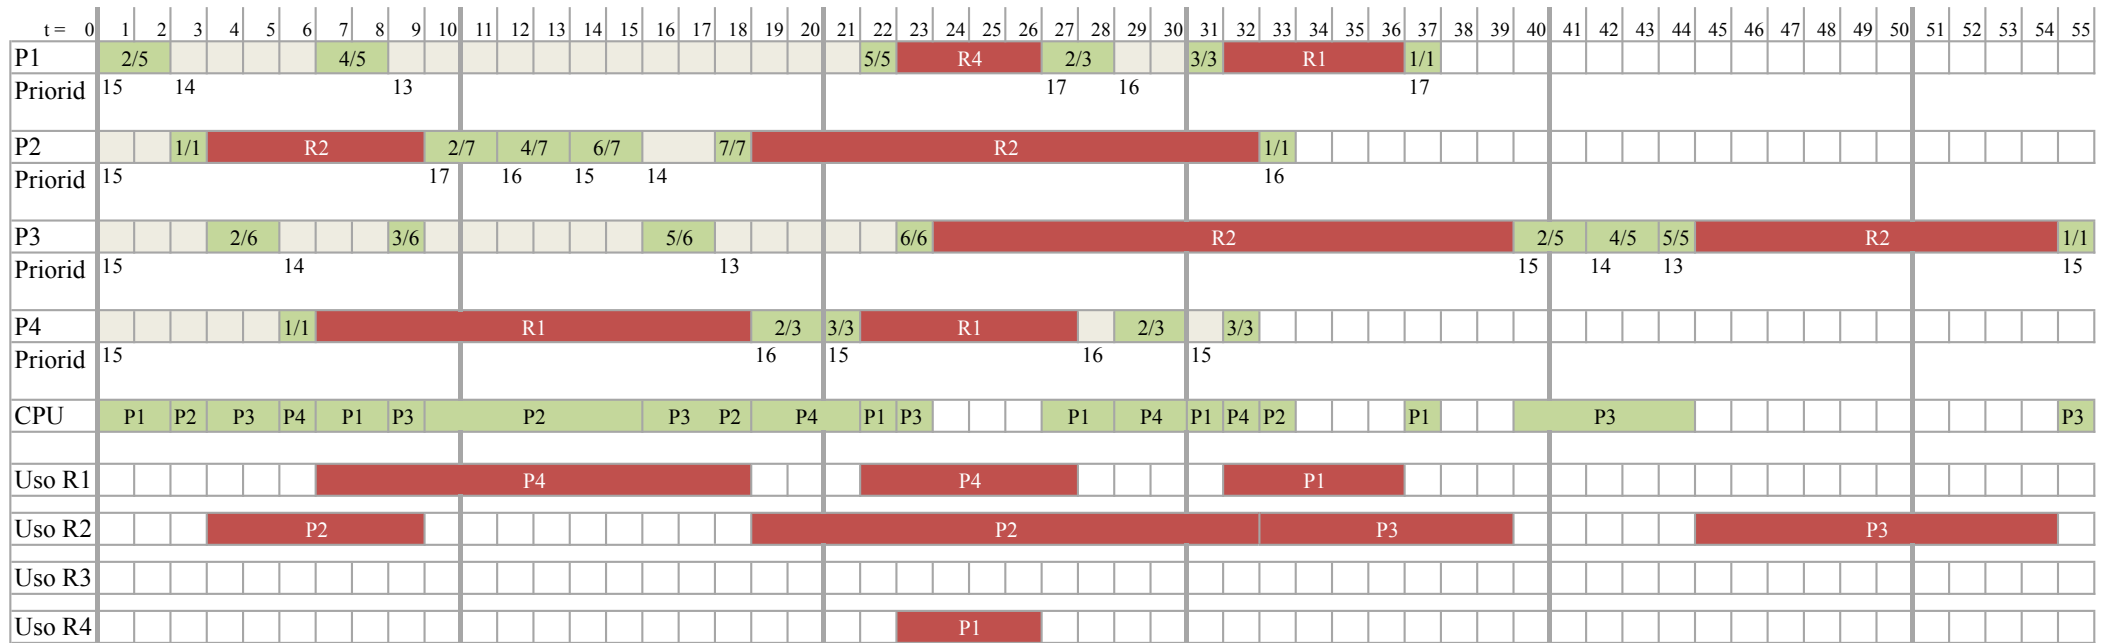 t = 0 1 2 3 4 5 6 7 8 9 10 11 12 13 14 15 16 17 18 19 20 21 22 23 24 25 26 27 28 29 30 31 32 33 34 35 36 37 38 39 40 41 42 43 44 45 46 47 48 49 50 51 52 53 54 55
P1 2/5 4/5 5/5 R4 2/3 3/3 R1 1/1
Priorid 15 14 13 17 16 17
P2 1/1 R2 2/7 4/7 6/7 7/7 R2 1/1
Priorid 15 17 16 15 14 16
P3 2/6 3/6 5/6 6/6 R2 2/5 4/5 5/5 R2 1/1
Priorid 15 14 13 15 14 13 15
P4 1/1 R1 2/3 3/3 R1 2/3 3/3
Priorid 15 16 15 16 15
CPU P1 P2 P3 P4 P1 P3 P2 P3 P2 P4 P1 P3 P1 P4 P1 P4 P2 P1 P3 P3
Uso R1 P4 P4 P1
Uso R2 P2 P2 P3 P3
Uso R3
Uso R4 P1